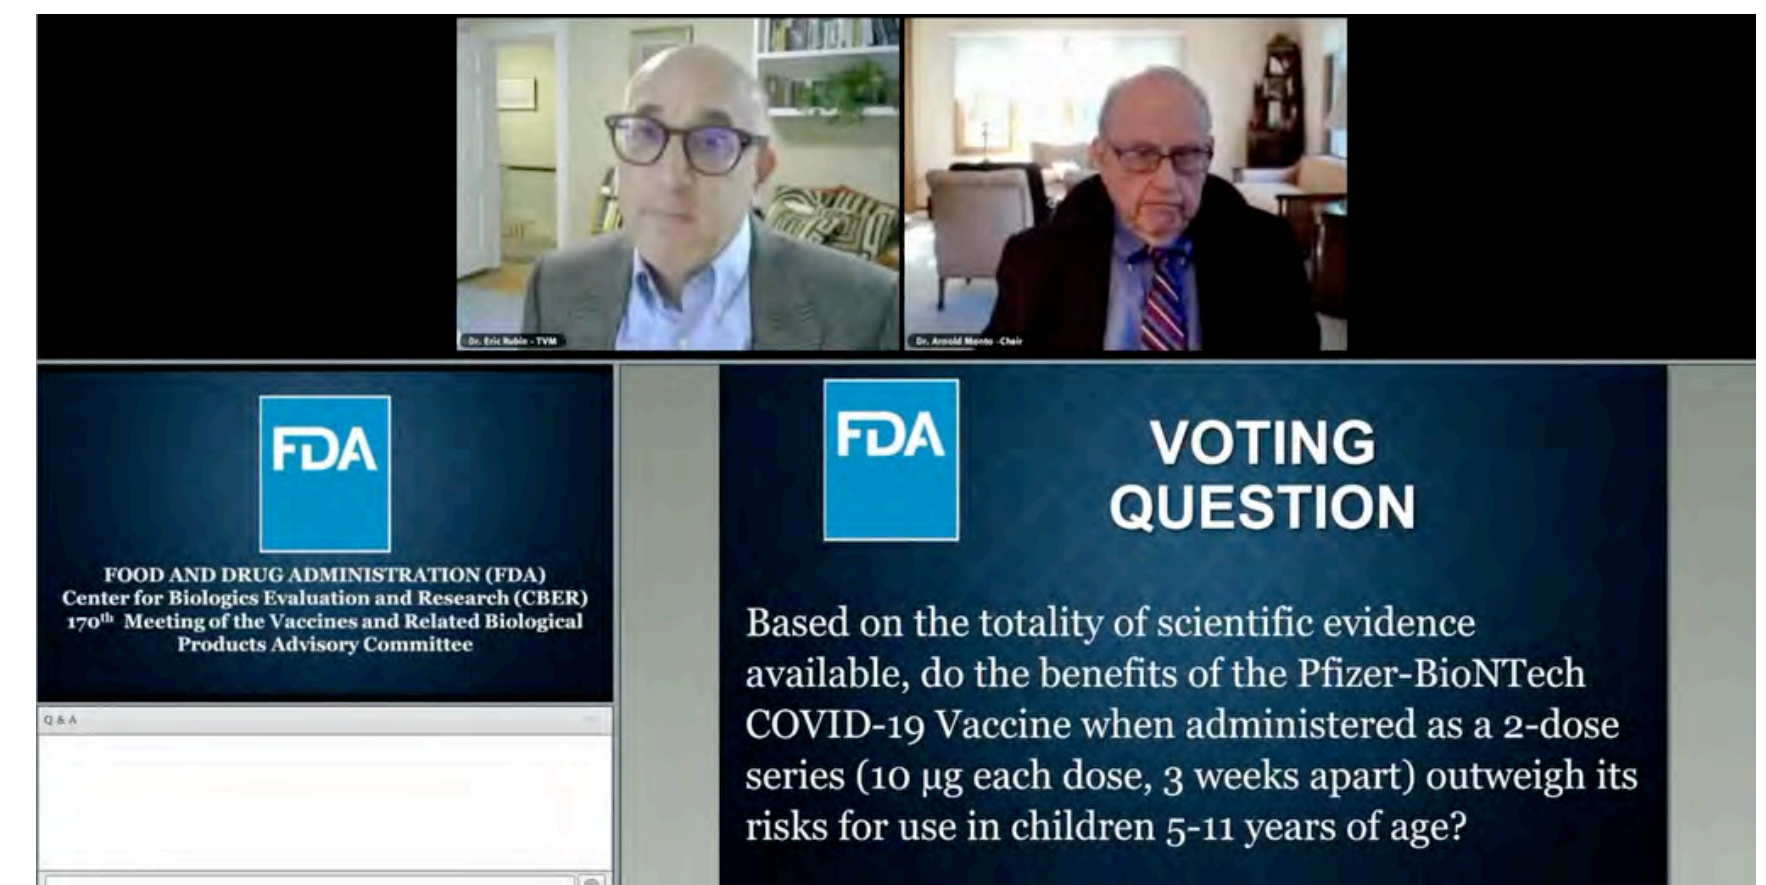 Dr. Eric Rubin - TVM
Dr. Arnold Monto -Chair
FDA
FOOD AND DRUG ADMINISTRATION (FDA)
Center for Biologics Evaluation and Research (CBER)
170th Meeting of the Vaccines and Related Biological
Products Advisory Committee
Q & A
FDA
VOTING
QUESTION
Based on the totality of scientific evidence
available, do the benefits of the Pfizer-BioNTech
COVID-19 Vaccine when administered as a 2-dose
series (10 µg each dose, 3 weeks apart) outweigh its
risks for use in children 5-11 years of age?